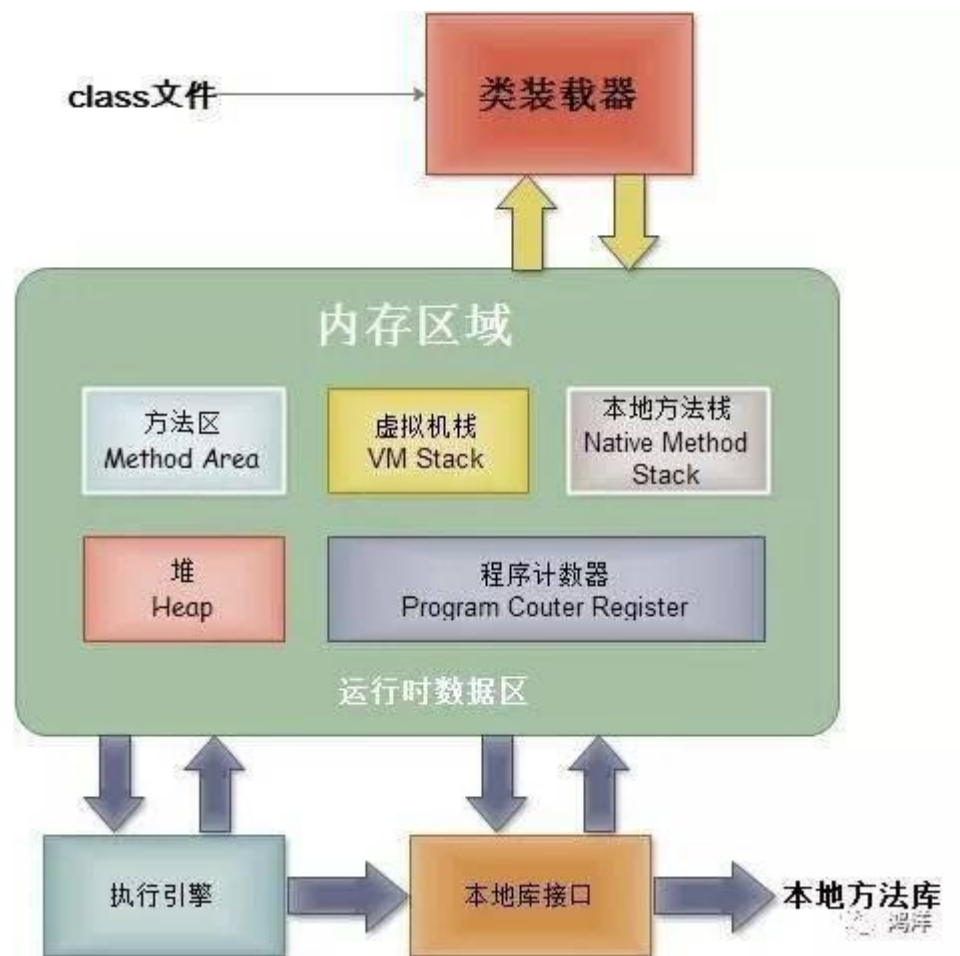 class文件
类装载器
内存区域
方法区
Method Area
虚拟机栈
VM Stack
本地方法栈
Native Method
Stack
堆
Heap
程序计数器
Program Couter Register
运行时数据区
执行引擎
本地库接口
本地方法库
鸿洋